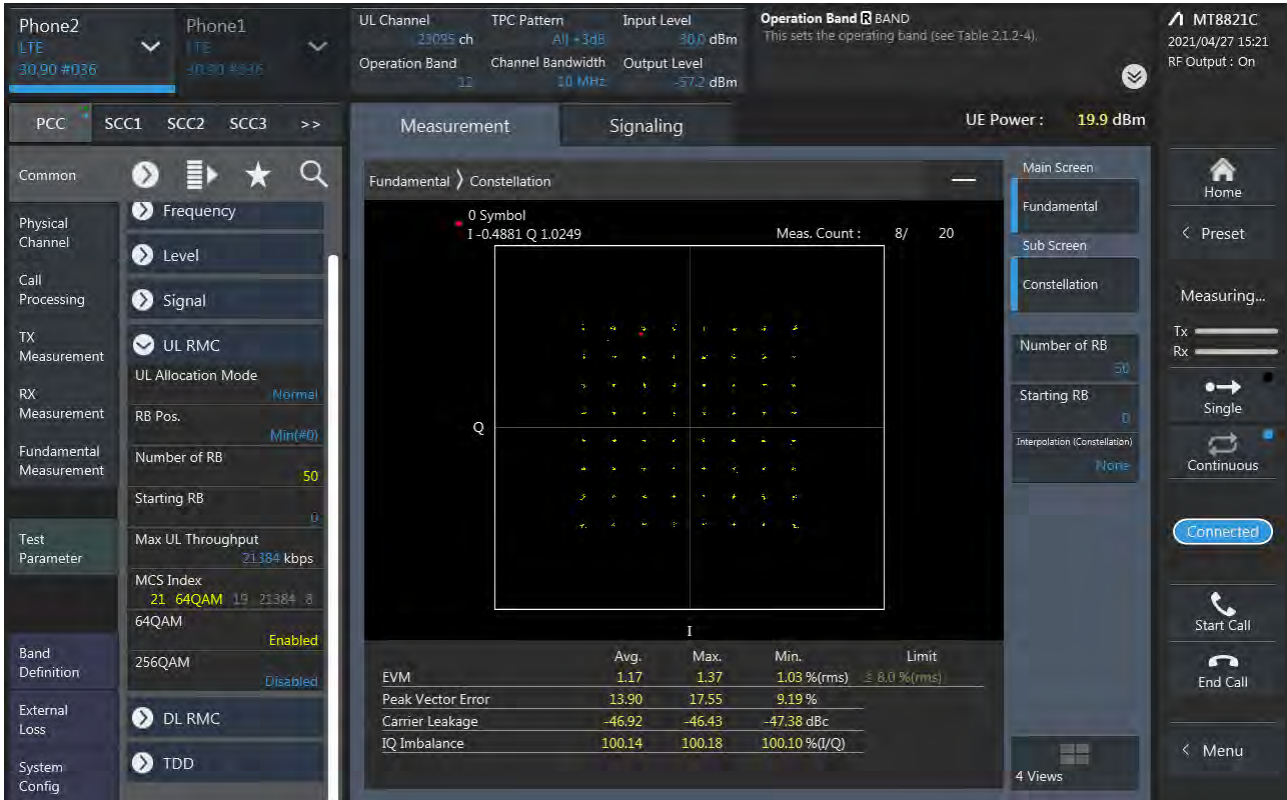 Phone2
LTE
30.90 #036
Phone1
LTE
30.90 #036
UL Channel
23095 ch
TPC Pattern
All +3dB
Input Level
30.0 dBm
Operation Band
12
Channel Bandwidth
10 MHz
Output Level
-57.2 dBm
Operation Band R BAND
This sets the operating band (see Table 2.1.2-4).
MT8821C
2021/04/27 15:21
RF Output : On
PCC SCC1 SCC2 SCC3 >>
Measurement
Signaling
UE Power : 19.9 dBm
Common
Physical
Channel
Call
Processing
TX
Measurement
RX
Measurement
Fundamental
Measurement
Test
Parameter
Band
Definition
External
Loss
System
Config
Frequency
Level
Signal
UL RMC
UL Allocation Mode
Normal
RB Pos.
Min(#0)
Number of RB
50
Starting RB
0
Max UL Throughput
21384 kbps
MCS Index
21 64QAM 19 21384 8
64QAM
Enabled
256QAM
Disabled
DL RMC
TDD
Fundamental 〉 Constellation
0 Symbol
I -0.4881 Q 1.0249
Meas. Count : 8/ 20
Q
I
Avg. Max. Min. Limit
EVM 1.17 1.37 1.03 %(rms) ≤ 8.0 %(rms)
Peak Vector Error 13.90 17.55 9.19 %
Carrier Leakage -46.92 -46.43 -47.38 dBc
IQ Imbalance 100.14 100.18 100.10 %(I/Q)
Main Screen
Fundamental
Sub Screen
Constellation
Number of RB
50
Starting RB
0
Interpolation (Constellation)
None
4 Views
Home
< Preset
Measuring...
Tx
Rx
Single
Continuous
Connected
Start Call
End Call
< Menu